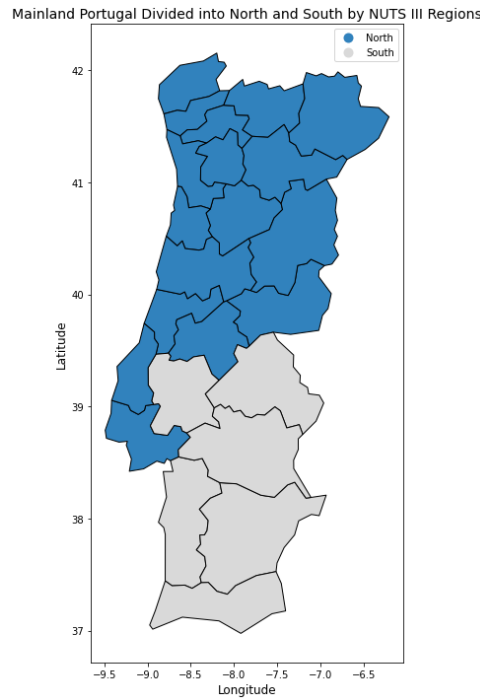 Mainland Portugal Divided into North and South by NUTS III Regions
North
South
42
41
40
39
38
37
Latitude
−9.5 −9.0 −8.5 −8.0 −7.5 −7.0 −6.5
Longitude